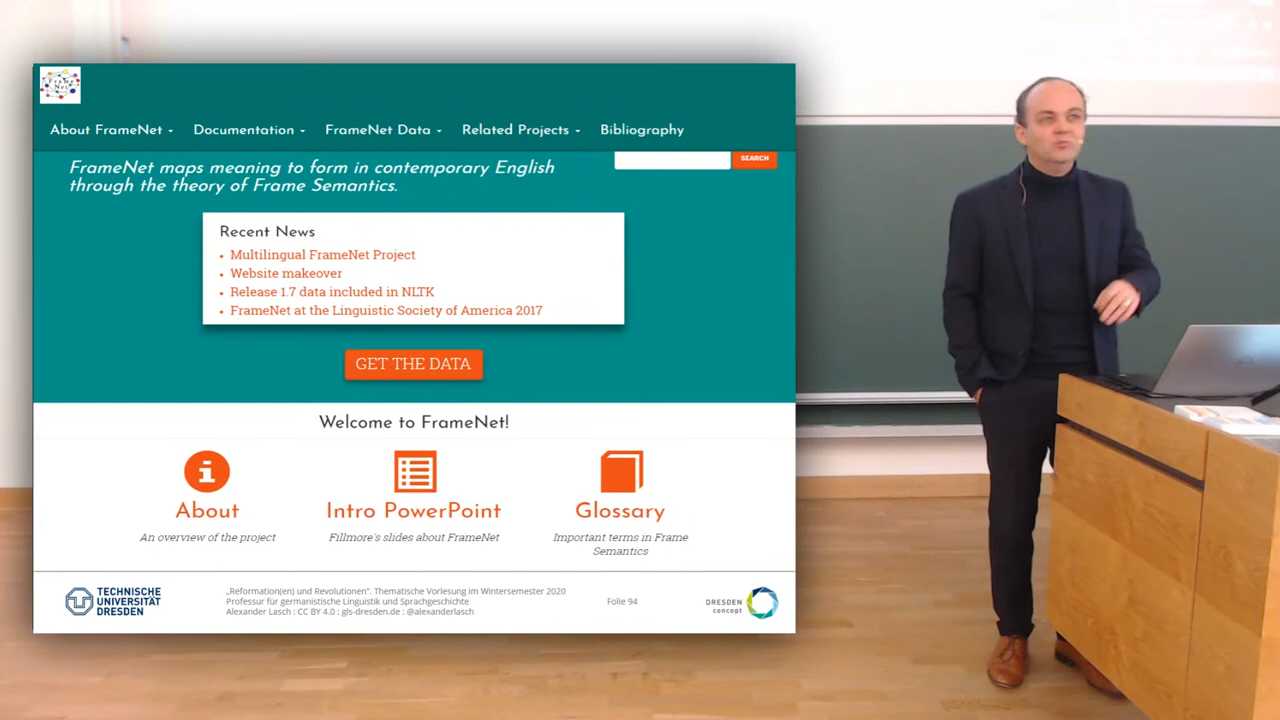 Frame
Net
About FrameNet
Documentation
FrameNet Data
Related Projects
Bibliography
FrameNet maps meaning to form in contemporary English
through the theory of Frame Semantics.
SEARCH
Recent News
Multilingual FrameNet Project
Website makeover
Release 1.7 data included in NLTK
FrameNet at the Linguistic Society of America 2017
GET THE DATA
Welcome to FrameNet!
About
An overview of the project
Intro PowerPoint
Fillmore's slides about FrameNet
Glossary
Important terms in Frame
Semantics
TECHNISCHE
UNIVERSITÄT
DRESDEN
„Reformation(en) und Revolutionen“. Thematische Vorlesung im Wintersemester 2020
Professur für germanistische Linguistik und Sprachgeschichte
Alexander Lasch : CC BY 4.0 : gls-dresden.de : @alexanderlasch
Folie 94
DRESDEN
concept